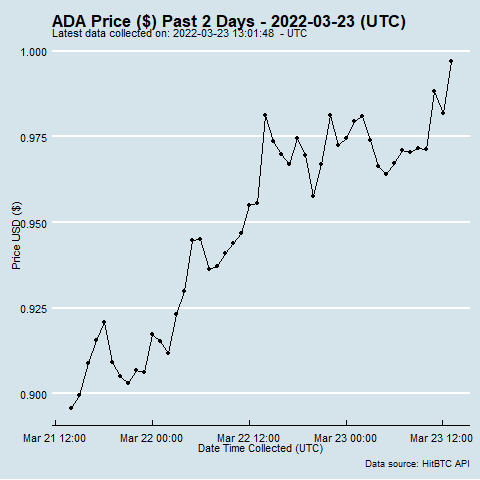 ADA Price ($) Past 2 Days - 2022-03-23 (UTC)
Latest data collected on: 2022-03-23 13:01:48  - UTC
1.000
0.975
0.950
0.925
0.900
Price USD ($)
Mar 21 12:00 Mar 22 00:00 Mar 22 12:00 Mar 23 00:00 Mar 23 12:00
Date Time Collected (UTC)
Data source: HitBTC API